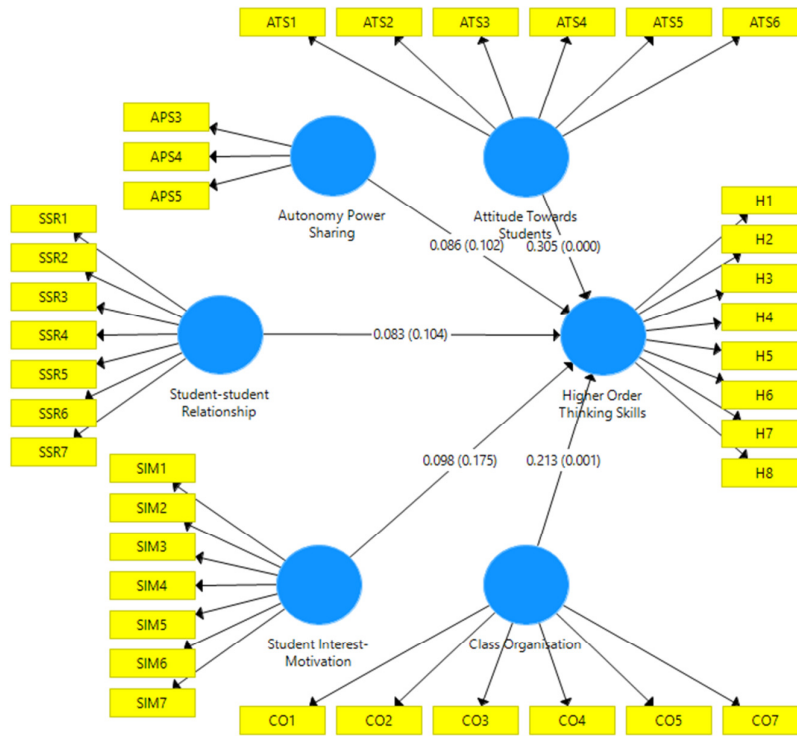 ATS1 ATS2 ATS3 ATS4 ATS5 ATS6
APS3
APS4
APS5
Autonomy Power
Sharing
Attitude Towards
Students
SSR1
SSR2
SSR3
SSR4
SSR5
SSR6
SSR7
Student-student
Relationship
0.086 (0.102)
0.305 (0.000)
0.083 (0.104)
H1
H2
H3
H4
H5
H6
H7
H8
Higher Order
Thinking Skills
0.098 (0.175)
0.213 (0.001)
SIM1
SIM2
SIM3
SIM4
SIM5
SIM6
SIM7
Student Interest-
Motivation
Class Organisation
CO1 CO2 CO3 CO4 CO5 CO7